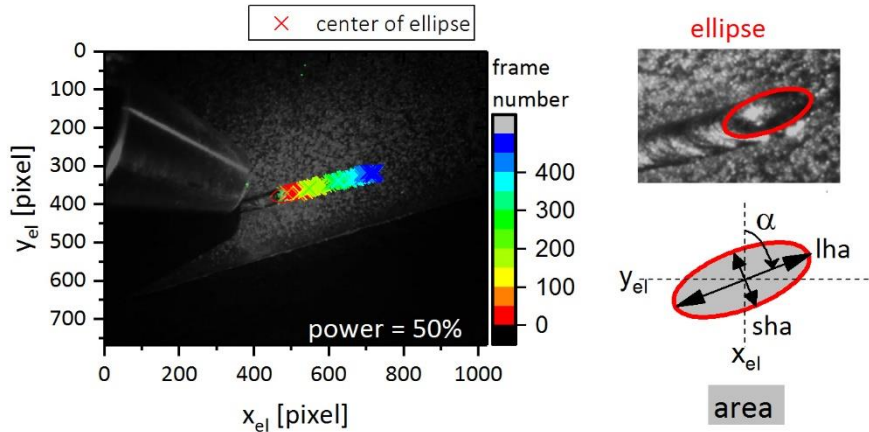 center of ellipse
0
100
200
300
400
500
600
700
y_el [pixel]
0
200
400
600
800
1000
x_el [pixel]
power = 50%
frame
number
400
300
200
100
0
ellipse
α
lha
y_el
sha
x_el
area